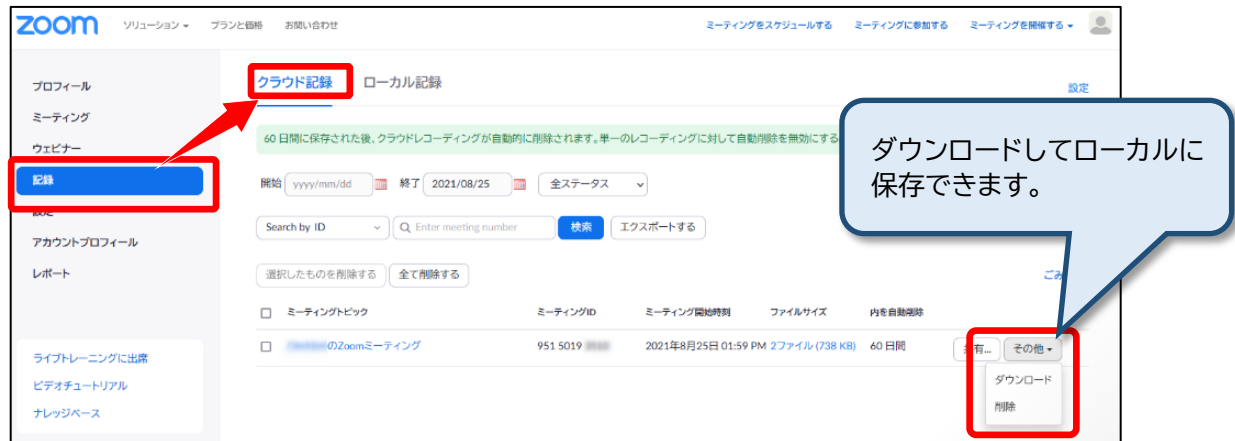 zoom ソリューション プランと価格 お問い合わせ ミーティングをスケジュールする ミーティングに参加する ミーティングを開催する
プロフィール
ミーティング
ウェビナー
記録
設定
アカウントプロフィール
レポート
ライブトレーニングに出席
ビデオチュートリアル
ナレッジベース
クラウド記録 ローカル記録
設定
60 日間に保存された後、クラウドレコーディングが自動的に削除されます。単一のレコーディングに対して自動削除を無効にする
開始 yyyy/mm/dd 終了 2021/08/25 全ステータス
Search by ID Enter meeting number 検索 エクスポートする
選択したものを削除する 全て削除する
ミーティングトピック ミーティングID ミーティング開始時刻 ファイルサイズ 内を自動削除
のZoomミーティング 951 5019 2021年8月25日 01:59 PM 2ファイル (738 KB) 60 日間 その他
ダウンロード
削除
ダウンロードしてローカルに
保存できます。